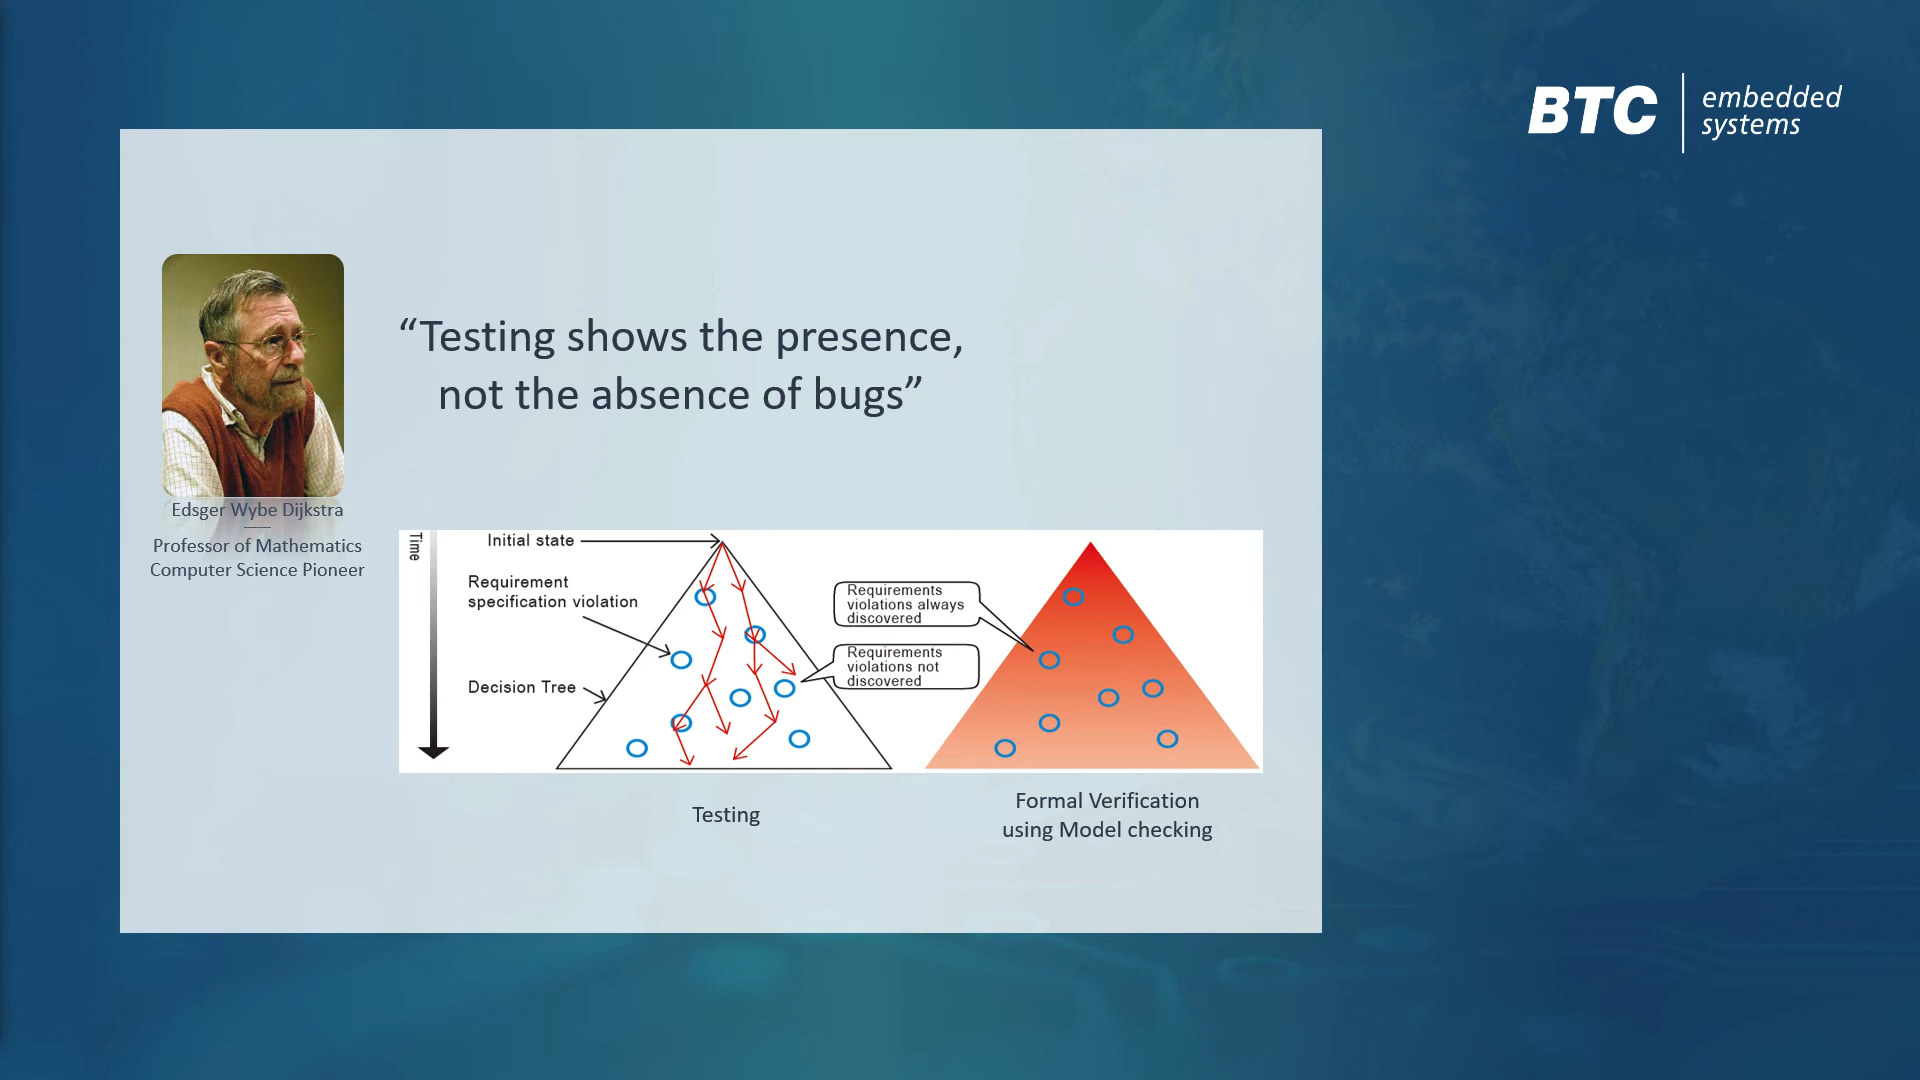 BTC
embedded
systems
“Testing shows the presence,
not the absence of bugs”
Edsger Wybe Dijkstra
Professor of Mathematics
Computer Science Pioneer
Time
Initial state
Requirement
specification violation
Decision Tree
Requirements
violations always
discovered
Requirements
violations not
discovered
Testing
Formal Verification
using Model checking